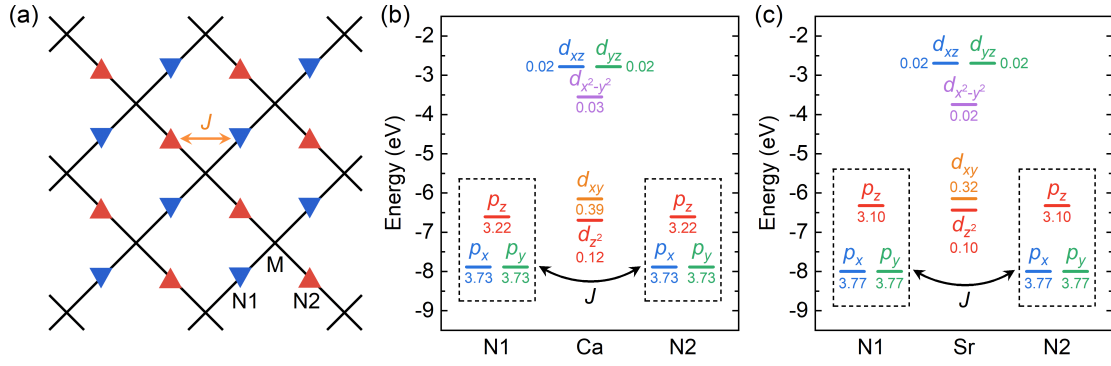 (a)
J
M
N1
N2
(b)
Energy (eV)
-2
-3
-4
-5
-6
-7
-8
-9
d_xz d_yz
0.02 0.02
d_x²-y²
0.03
d_xy
0.39
d_z²
0.12
p_z
3.22
p_x p_y
3.73 3.73
p_z
3.22
p_x p_y
3.73 3.73
J
N1 Ca N2
(c)
Energy (eV)
-2
-3
-4
-5
-6
-7
-8
-9
d_xz d_yz
0.02 0.02
d_x²-y²
0.02
d_xy
0.32
d_z²
0.10
p_z
3.10
p_x p_y
3.77 3.77
p_z
3.10
p_x p_y
3.77 3.77
J
N1 Sr N2